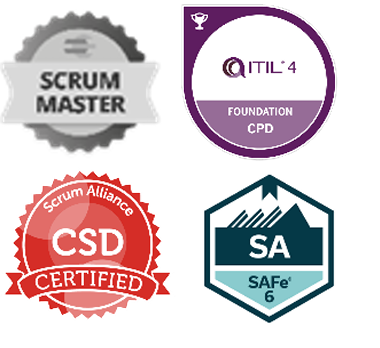 SCRUM
MASTER
ITIL® 4
FOUNDATION
CPD
Scrum Alliance
CSD
CERTIFIED
SA
SAFe®
6